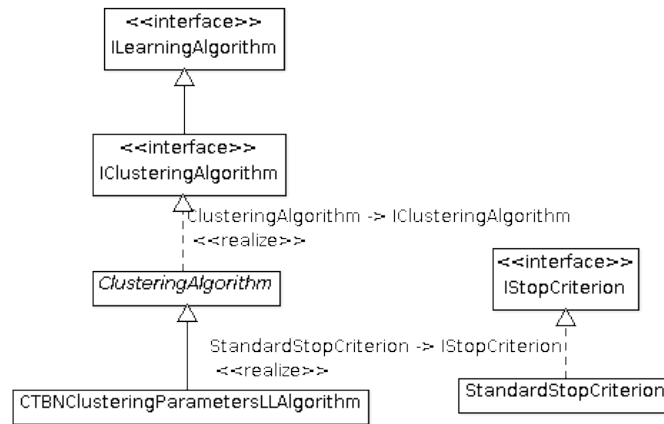 <<interface>>
ILearningAlgorithm
<<interface>>
IClusteringAlgorithm
ClusteringAlgorithm -> IClusteringAlgorithm
<<realize>>
ClusteringAlgorithm
<<interface>>
IStopCriterion
StandardStopCriterion -> IStopCriterion
<<realize>>
CTBNClusteringParametersLLAlgorithm
StandardStopCriterion